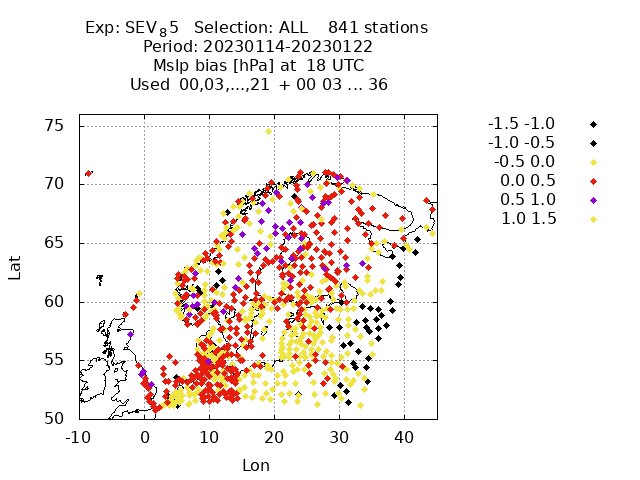 Exp: SEV₈5 Selection: ALL 841 stations
Period: 20230114-20230122
Mslp bias [hPa] at 18 UTC
Used 00,03,...,21 + 00 03 ... 36
75
70
65
60
55
50
-10 0 10 20 30 40
Lat
Lon
-1.5 -1.0
-1.0 -0.5
-0.5 0.0
0.0 0.5
0.5 1.0
1.0 1.5